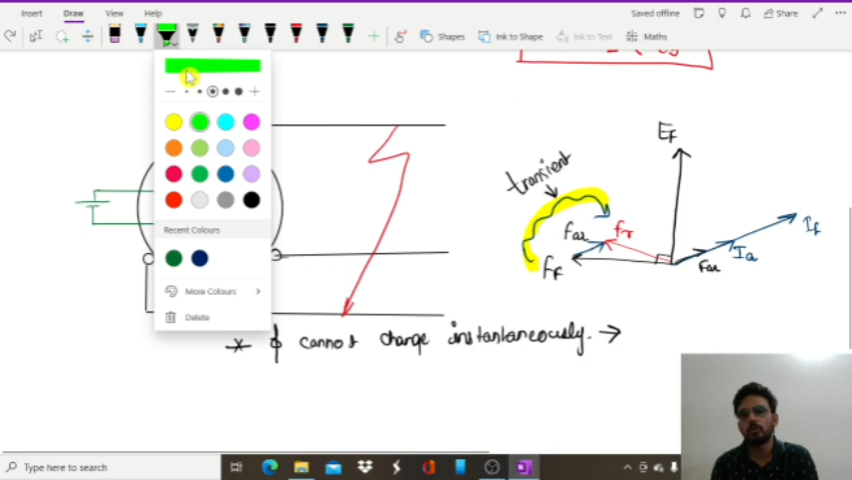 Insert Draw View Help Saved offline Share
Shapes Ink to Shape Ink to Text Maths
Recent Colours
More Colours
Delete
transient
Ef
Far
fr
Ff
Far
Ia
If
* ϕ cannot change instantaneously. →
Type here to search